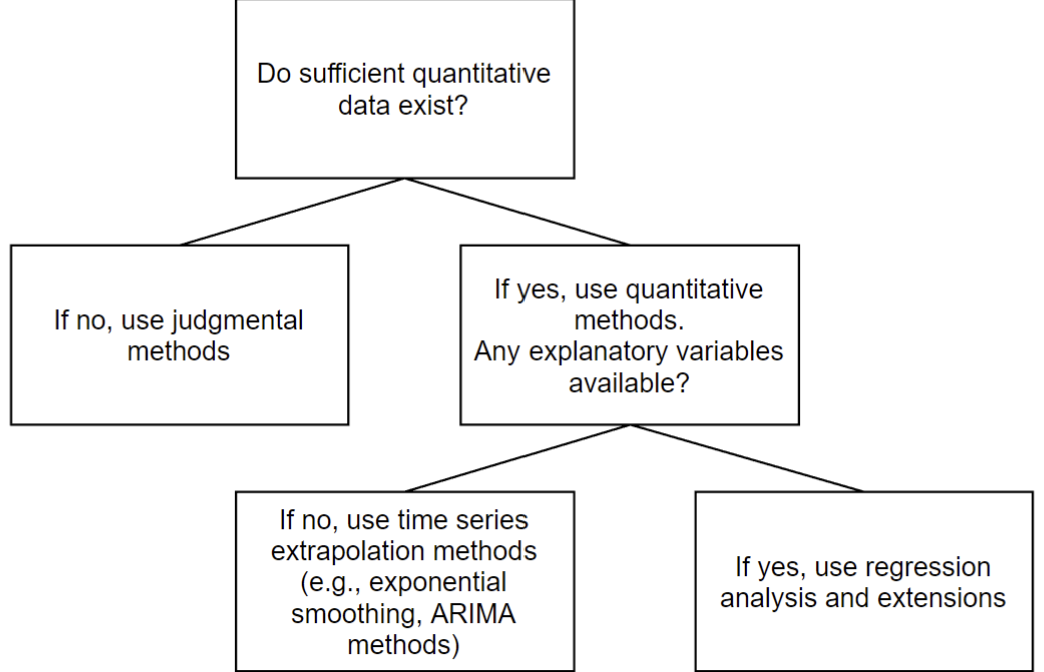 Do sufficient quantitative
data exist?
If no, use judgmental
methods
If yes, use quantitative
methods.
Any explanatory variables
available?
If no, use time series
extrapolation methods
(e.g., exponential
smoothing, ARIMA
methods)
If yes, use regression
analysis and extensions